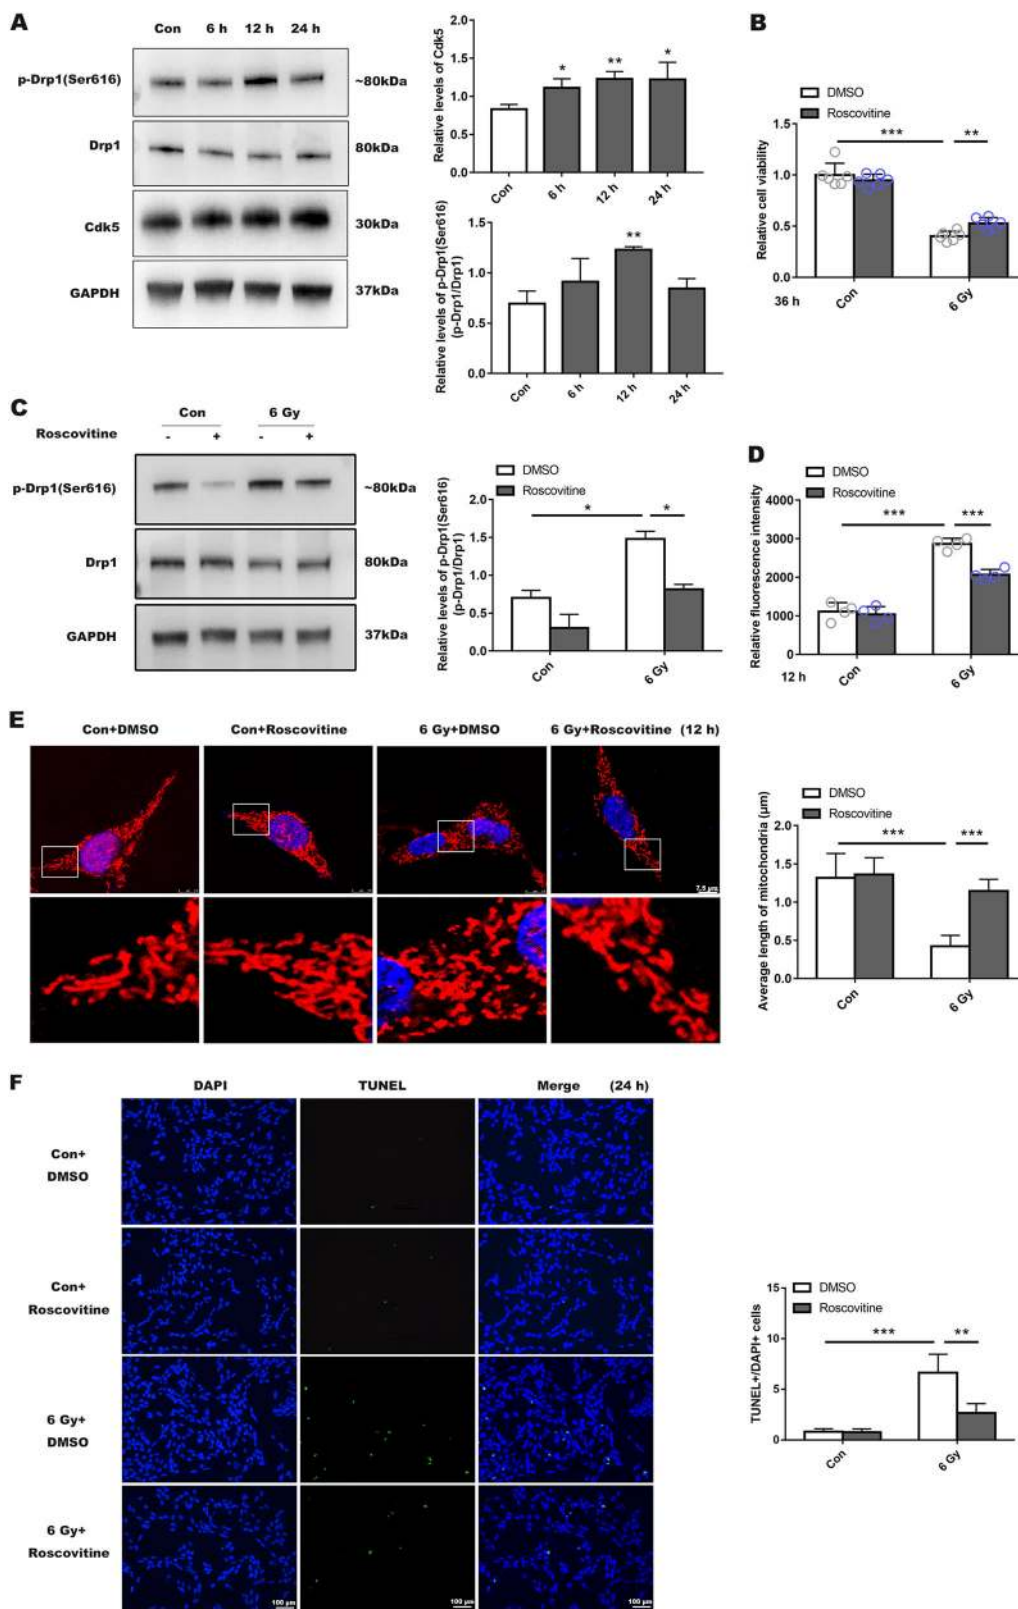 A
Con 6 h 12 h 24 h
p-Drp1(Ser616) ~80kDa
Drp1 80kDa
Cdk5 30kDa
GAPDH 37kDa
Relative levels of Cdk5
2.0
1.5
1.0
0.5
0.0
* ** *
Con 6 h 12 h 24 h
Relative levels of p-Drp1(Ser616)
(p-Drp1/Drp1)
1.5
1.0
0.5
0.0
**
Con 6 h 12 h 24 h
B
DMSO
Roscovitine
Relative cell viability
1.5
1.0
0.5
0.0
*** **
36 h
Con 6 Gy
C
Con 6 Gy
Roscovitine - + - +
p-Drp1(Ser616) ~80kDa
Drp1 80kDa
GAPDH 37kDa
DMSO
Roscovitine
Relative levels of p-Drp1(Ser616)
(p-Drp1/Drp1)
2.0
1.5
1.0
0.5
0.0
* *
Con 6 Gy
D
DMSO
Roscovitine
Relative fluorescence intensity
4000
3000
2000
1000
0
*** ***
12 h
Con 6 Gy
E
Con+DMSO Con+Roscovitine 6 Gy+DMSO 6 Gy+Roscovitine (12 h)
7.5 μm
DMSO
Roscovitine
Average length of mitochondria (μm)
2.0
1.5
1.0
0.5
0.0
*** ***
Con 6 Gy
F
DAPI TUNEL Merge (24 h)
Con+
DMSO
Con+
Roscovitine
6 Gy+
DMSO
6 Gy+
Roscovitine
100 μm 100 μm 100 μm
DMSO
Roscovitine
TUNEL+/DAPI+ cells
15
10
5
0
*** **
Con 6 Gy